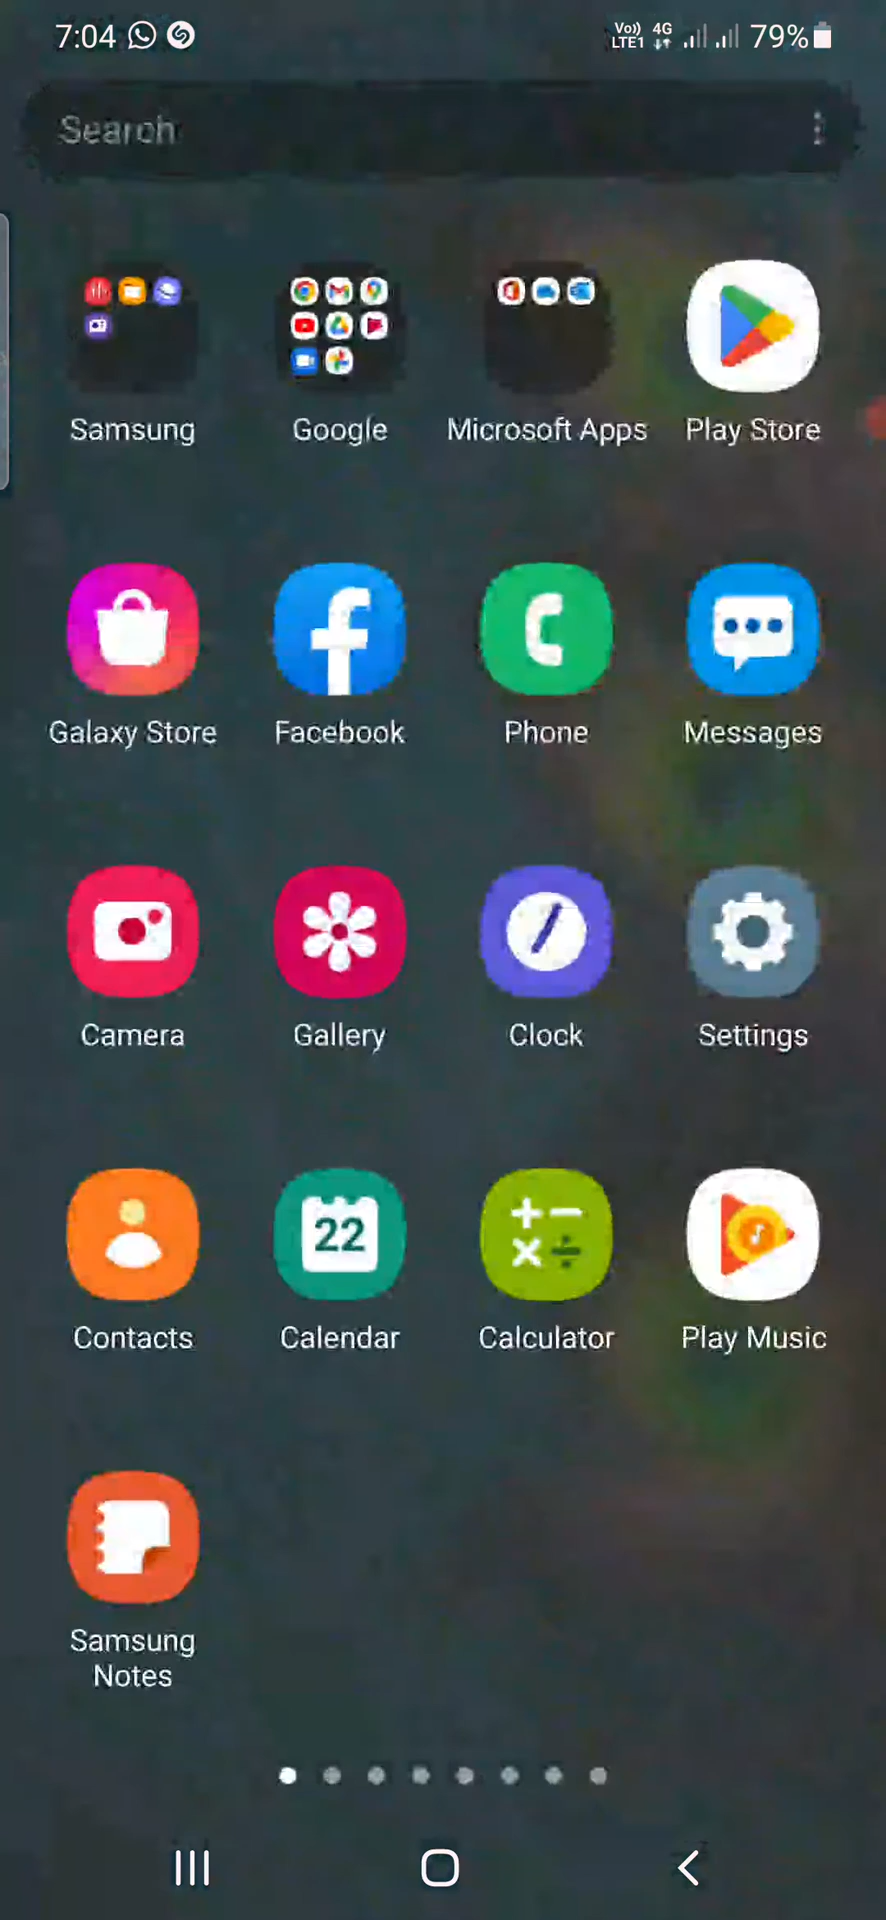 7:04 Vo)) LTE1 4G 79%
Search
Samsung Google Microsoft Apps Play Store
Galaxy Store Facebook Phone Messages
Camera Gallery Clock Settings
22
Contacts Calendar Calculator Play Music
Samsung
Notes